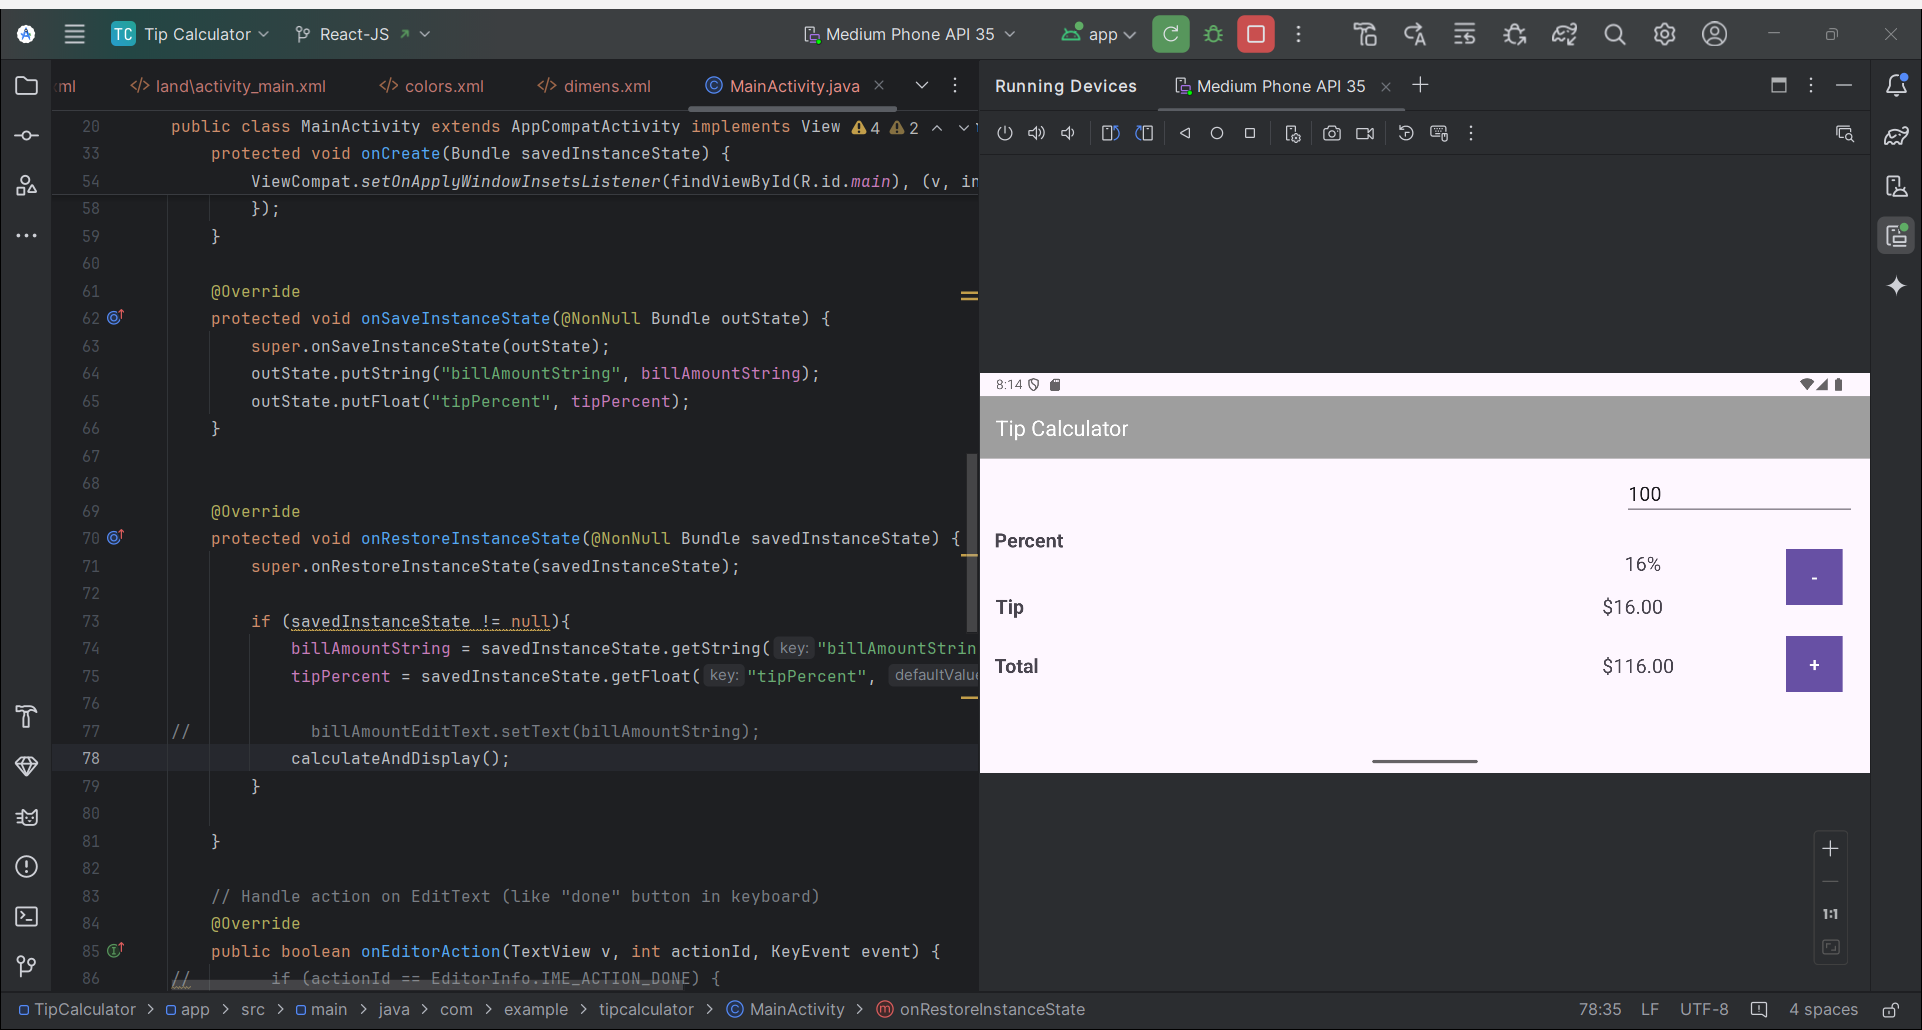 TC Tip Calculator React-JS Medium Phone API 35 app
land\activity_main.xml colors.xml dimens.xml MainActivity.java Running Devices Medium Phone API 35
20 public class MainActivity extends AppCompatActivity implements View 4 2
33 protected void onCreate(Bundle savedInstanceState) {
54 ViewCompat.setOnApplyWindowInsetsListener(findViewById(R.id.main), (v, in
58 });
59 }
60
61 @Override
62 protected void onSaveInstanceState(@NonNull Bundle outState) {
63 super.onSaveInstanceState(outState);
64 outState.putString("billAmountString", billAmountString);
65 outState.putFloat("tipPercent", tipPercent);
66 }
67
68
69 @Override
70 protected void onRestoreInstanceState(@NonNull Bundle savedInstanceState) {
71 super.onRestoreInstanceState(savedInstanceState);
72
73 if (savedInstanceState != null){
74 billAmountString = savedInstanceState.getString( key: "billAmountStrin
75 tipPercent = savedInstanceState.getFloat( key: "tipPercent", defaultValue
76
77 // billAmountEditText.setText(billAmountString);
78 calculateAndDisplay();
79 }
80
81 }
82
83 // Handle action on EditText (like "done" button in keyboard)
84 @Override
85 public boolean onEditorAction(TextView v, int actionId, KeyEvent event) {
86 // if (actionId == EditorInfo.IME_ACTION_DONE) {
8:14
Tip Calculator
100
Percent
16%
-
Tip
$16.00
Total
$116.00
+
1:1
TipCalculator > app > src > main > java > com > example > tipcalculator > MainActivity > onRestoreInstanceState 78:35 LF UTF-8 4 spaces